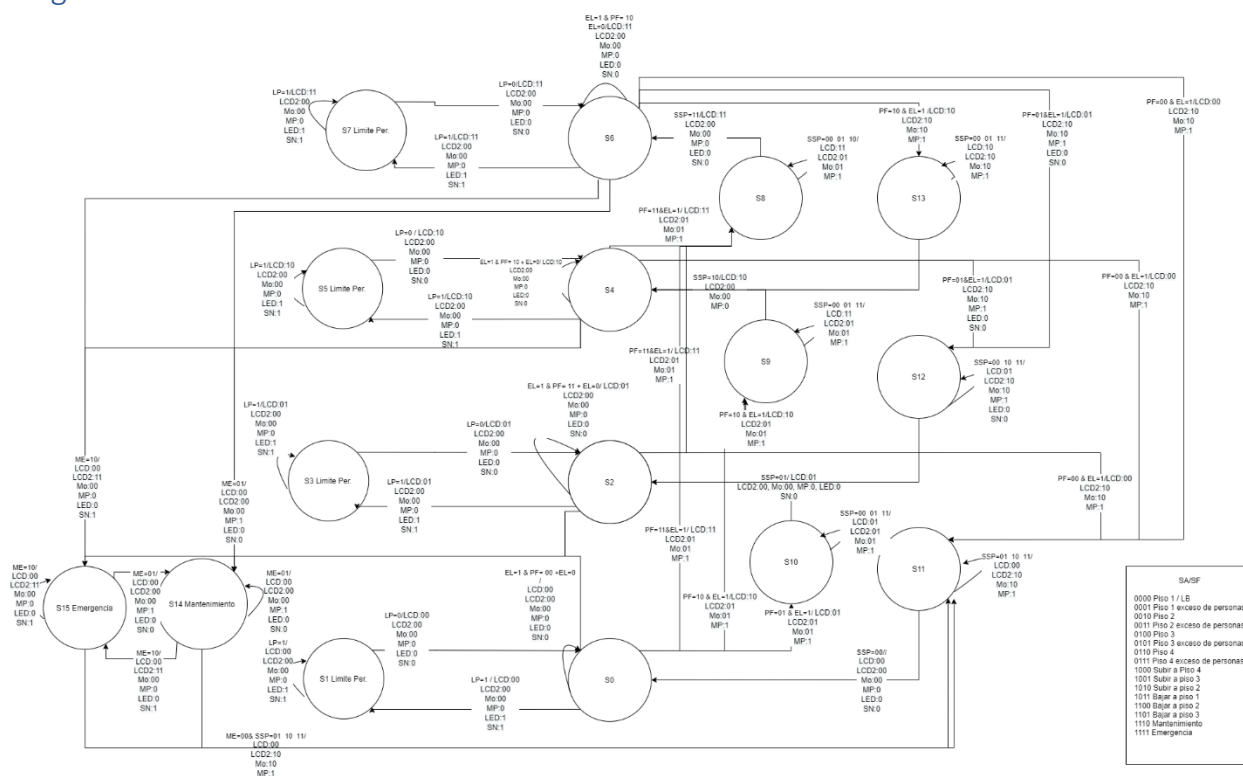 EL=1 & PF= 10
EL=0/LCD:11
LCD2:00
Mo:00
MP:0
LED:0
SN:0
LP=1/LCD:11
LCD2:00
Mo:00
MP:0
LED:1
SN:1
S7 Limite Per.
LP=0/LCD:11
LCD2:00
Mo:00
MP:0
LED:0
SN:0
LP=1/LCD:11
LCD2:00
Mo:00
MP:0
LED:1
SN:1
S6
SSP=11/LCD:11
LCD2:00
Mo:00
MP:0
LED:0
SN:0
SSP=00 01 10/
LCD:11
LCD2:01
Mo:01
MP:1
S8
PF=10 & EL=1 /LCD:10
LCD2:10
Mo:10
MP:1
SSP=00 01 11/
LCD:10
LCD2:10
Mo:10
MP:1
S13
PF=01&EL=1/LCD:01
LCD2:10
Mo:10
MP:1
LED:0
SN:0
PF=00 & EL=1/LCD:00
LCD2:10
Mo:10
MP:1
PF=11&EL=1/ LCD:11
LCD2:01
Mo:01
MP:1
LP=1/LCD:10
LCD2:00
Mo:00
MP:0
LED:1
SN:1
S5 Limite Per.
LP=0 / LCD:10
LCD2:00
Mo:00
MP:0
LED:0
SN:0
LP=1/LCD:10
LCD2:00
Mo:00
MP:0
LED:1
SN:1
EL=1 & PF= 10 + EL=0/ LCD:10
LCD2:00
Mo:00
MP:0
LED:0
SN:0
S4
SSP=10/LCD:10
LCD2:00
Mo:00
MP:0
SSP=00 01 11/
LCD:11
LCD2:01
Mo:01
MP:1
S9
PF=01&EL=1/LCD:01
LCD2:10
Mo:10
MP:1
LED:0
SN:0
PF=00 & EL=1/LCD:00
LCD2:10
Mo:10
MP:1
PF=11&EL=1/ LCD:11
LCD2:01
Mo:01
MP:1
SSP=00 10 11/
LCD:01
LCD2:10
Mo:10
MP:1
LED:0
SN:0
S12
PF=10 & EL=1/LCD:10
LCD2:01
Mo:01
MP:1
LP=1/LCD:01
LCD2:00
Mo:00
MP:0
LED:1
SN:1
S3 Limite Per.
LP=0/LCD:01
LCD2:00
Mo:00
MP:0
LED:0
SN:0
LP=1/LCD:01
LCD2:00
Mo:00
MP:0
LED:1
SN:1
EL=1 & PF= 11 + EL=0/ LCD:01
LCD2:00
Mo:00
MP:0
LED:0
SN:0
S2
PF=00 & EL=1/LCD:00
LCD2:10
Mo:10
MP:1
ME=10/
LCD:00
LCD2:11
Mo:00
MP:0
LED:0
SN:1
ME=01/
LCD:00
LCD2:00
Mo:00
MP:1
LED:0
SN:0
SSP=01/ LCD:01
LCD2:00, Mo:00, MP:0, LED:0
SN:0
PF=11&EL=1/ LCD:11
LCD2:01
Mo:01
MP:1
SSP=00 01 11/
LCD:01
LCD2:01
Mo:01
MP:1
S10
S11
SSP=01 10 11/
LCD:00
LCD2:10
Mo:10
MP:1
ME=10/
LCD:00
LCD2:11
Mo:00
MP:0
LED:0
SN:1
S15 Emergencia
ME=01/
LCD:00
LCD2:00
Mo:00
MP:1
LED:0
SN:0
S14 Mantenimiento
ME=01/
LCD:00
LCD2:00
Mo:00
MP:1
LED:0
SN:0
ME=10/
LCD:00
LCD2:11
Mo:00
MP:0
LED:0
SN:1
EL=1 & PF= 00 +EL=0
/
LCD:00
LCD2:00
Mo:00
MP:0
LED:0
SN:0
S0
PF=10 & EL=1/LCD:10
LCD2:01
Mo:01
MP:1
PF=01 & EL=1/ LCD:01
LCD2:01
Mo:01
MP:1
LP=1/
LCD:00
LCD2:00
Mo:00
MP:0
LED:1
SN:1
S1 Limite Per.
LP=0/LCD:00
LCD2:00
Mo:00
MP:0
LED:0
SN:0
LP=1 / LCD:00
LCD2:00
Mo:00
MP:0
LED:1
SN:1
SSP=00//
LCD:00
LCD2:00
Mo:00
MP:0
LED:0
SN:0
ME=00& SSP=01 10 11/
LCD:00
LCD2:10
Mo:10
MP:1
SA/SF
0000 Piso 1 / LB
0001 Piso 1 exceso de personas
0010 Piso 2
0011 Piso 2 exceso de personas
0100 Piso 3
0101 Piso 3 exceso de personas
0110 Piso 4
0111 Piso 4 exceso de personas
1000 Subir a Piso 4
1001 Subir a piso 3
1010 Subir a piso 2
1011 Bajar a piso 1
1100 Bajar a piso 2
1101 Bajar a piso 3
1110 Mantenimiento
1111 Emergencia